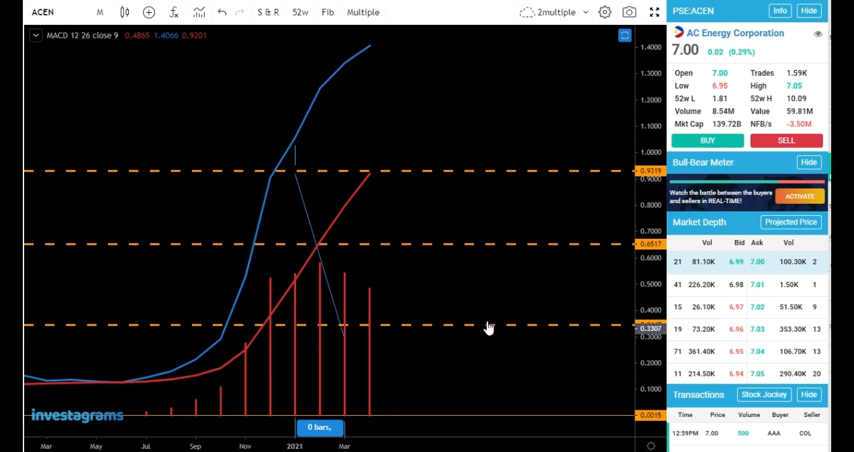 ACEN M S & R 52w Fib Multiple 2multiple
MACD 12 26 close 9 0.4865 1.4066 0.9201
1.4000
1.3000
1.2000
1.1000
1.0000
0.9319
0.9000
0.8000
0.7000
0.6517
0.6000
0.5000
0.4000
0.3307
0.3000
0.2000
0.1000
0.0015
investagrams
0 bars,
Mar May Jul Sep Nov 2021 Mar
PSE:ACEN Info Hide
AC Energy Corporation
7.00 0.02 (0.29%)
Open 7.00 Trades 1.59K
Low 6.95 High 7.05
52w L 1.81 52w H 10.09
Volume 8.54M Value 59.81M
Mkt Cap 139.72B NFB/s -3.50M
BUY SELL
Bull-Bear Meter Hide
Watch the battle between the buyers
and sellers in REAL-TIME! ACTIVATE
Market Depth Projected Price
Vol Bid Ask Vol
21 81.10K 6.99 7.00 100.30K 2
41 226.20K 6.98 7.01 1.50K 1
15 26.10K 6.97 7.02 51.50K 9
19 73.20K 6.96 7.03 353.30K 13
71 361.40K 6.95 7.04 106.70K 13
11 214.50K 6.94 7.05 290.40K 20
Transactions Stock Jockey Hide
Time Price Volume Buyer Seller
12:59PM 7.00 500 AAA COL